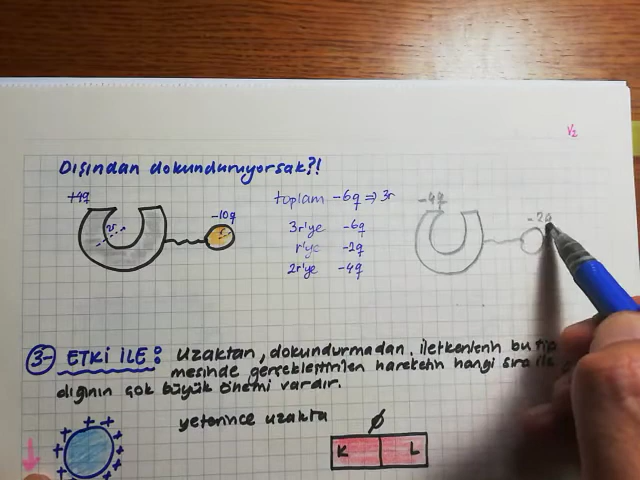 V2
Dışından dokunduruyorsak?!
+4q
toplam -6q ⇒ 3r
-4q
-10q
-2q
3r'ye -6q
r'ye -2q
2r'ye -4q
3- ETKİ İLE: Uzaktan, dokundurmadan, iletkenlerin bu tip
mesinde gerçekleştirilen hareketin hangi sıra ile
dığının çok büyük önemi vardır.
yeterince uzakta
K L